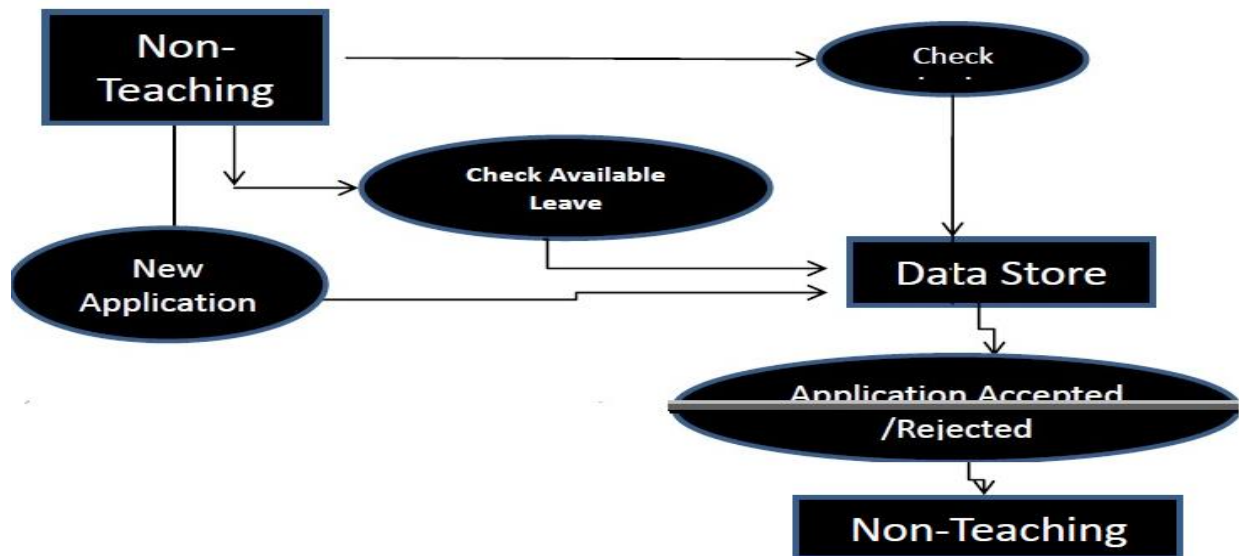 Non-
Teaching
Check
Check Available
Leave
New
Application
Data Store
Application Accepted
/Rejected
Non-Teaching